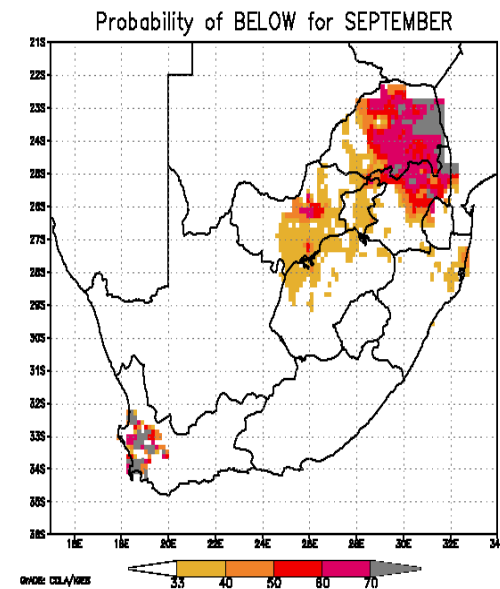 Probability of BELOW for SEPTEMBER
21S
22S
23S
24S
25S
26S
27S
28S
29S
30S
31S
32S
33S
34S
35S
36S
16E 18E 20E 22E 24E 26E 28E 30E 32E 34
33 40 50 60 70
GrADS: COLA/IGES